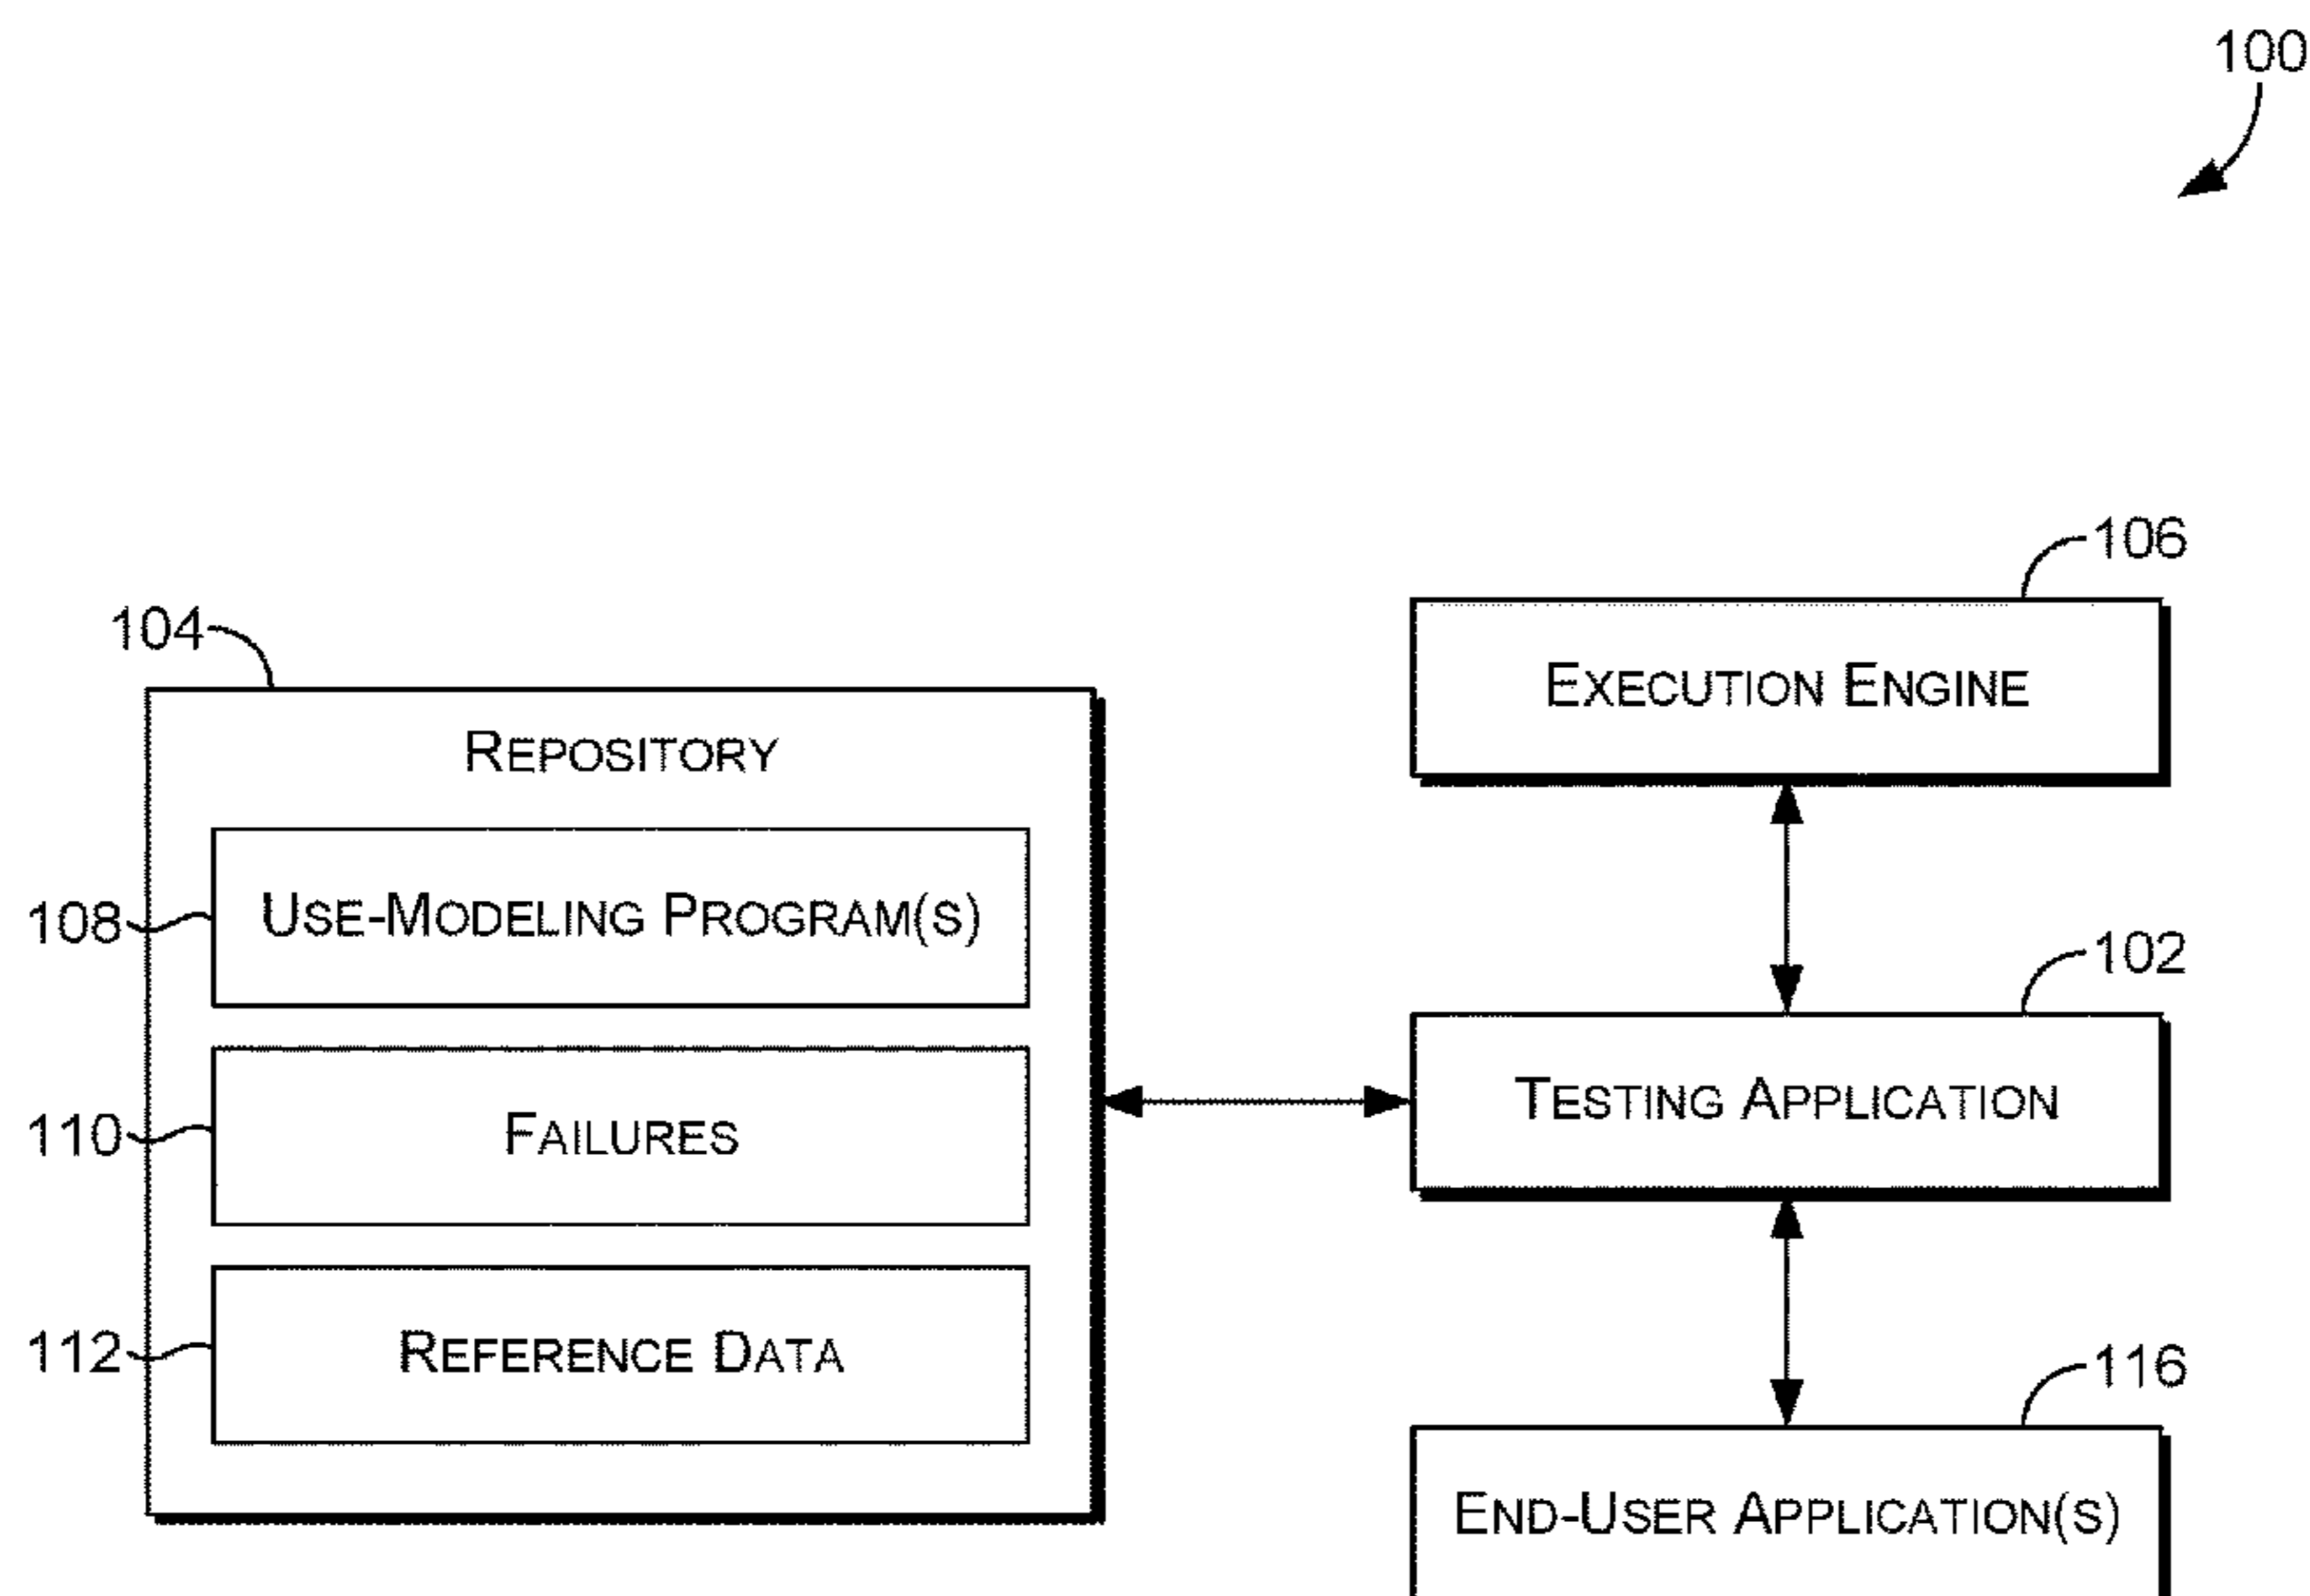 100
106
104
EXECUTION ENGINE
REPOSITORY
108
USE-MODELING PROGRAM(S)
102
TESTING APPLICATION
110
FAILURES
112
REFERENCE DATA
116
END-USER APPLICATION(S)